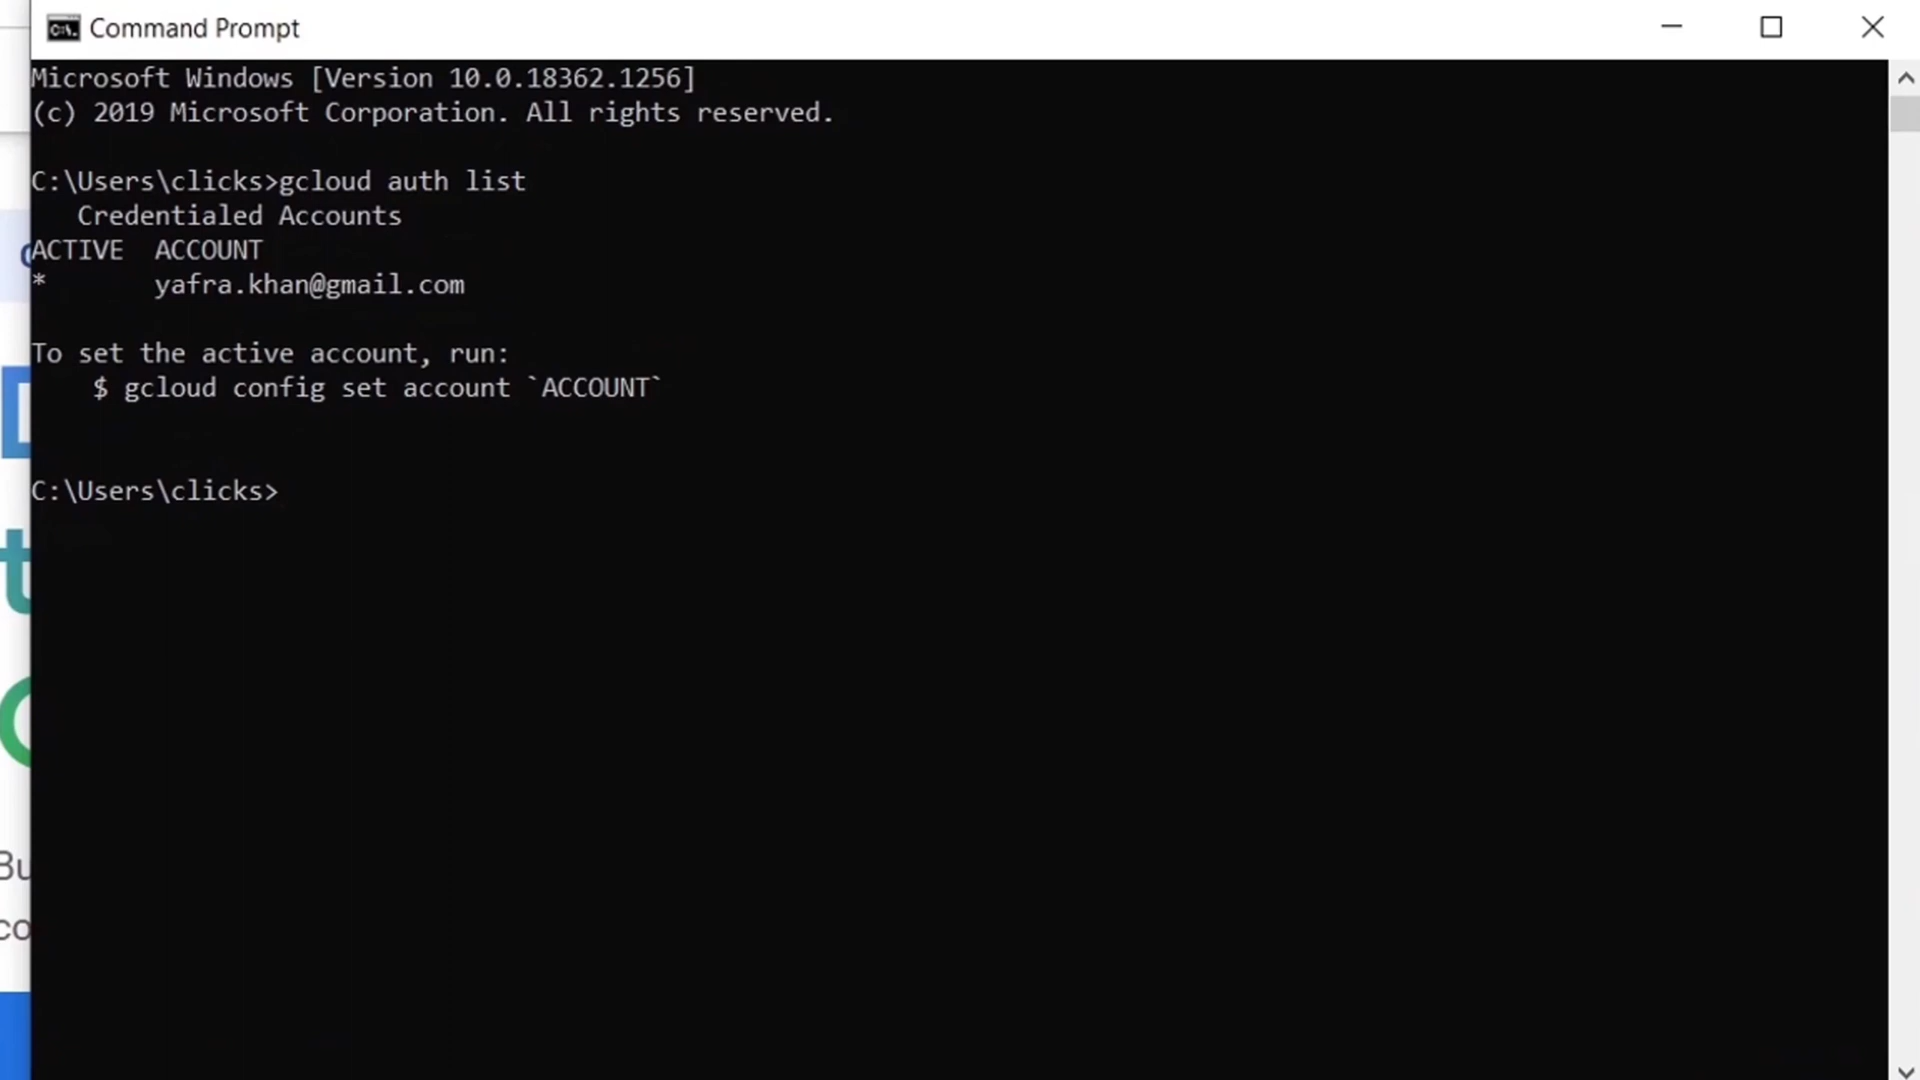 Command Prompt
Microsoft Windows [Version 10.0.18362.1256]
(c) 2019 Microsoft Corporation. All rights reserved.
C:\Users\clicks>gcloud auth list
Credentialed Accounts
ACTIVE ACCOUNT
* yafra.khan@gmail.com
To set the active account, run:
$ gcloud config set account `ACCOUNT`
C:\Users\clicks>
Bu
co